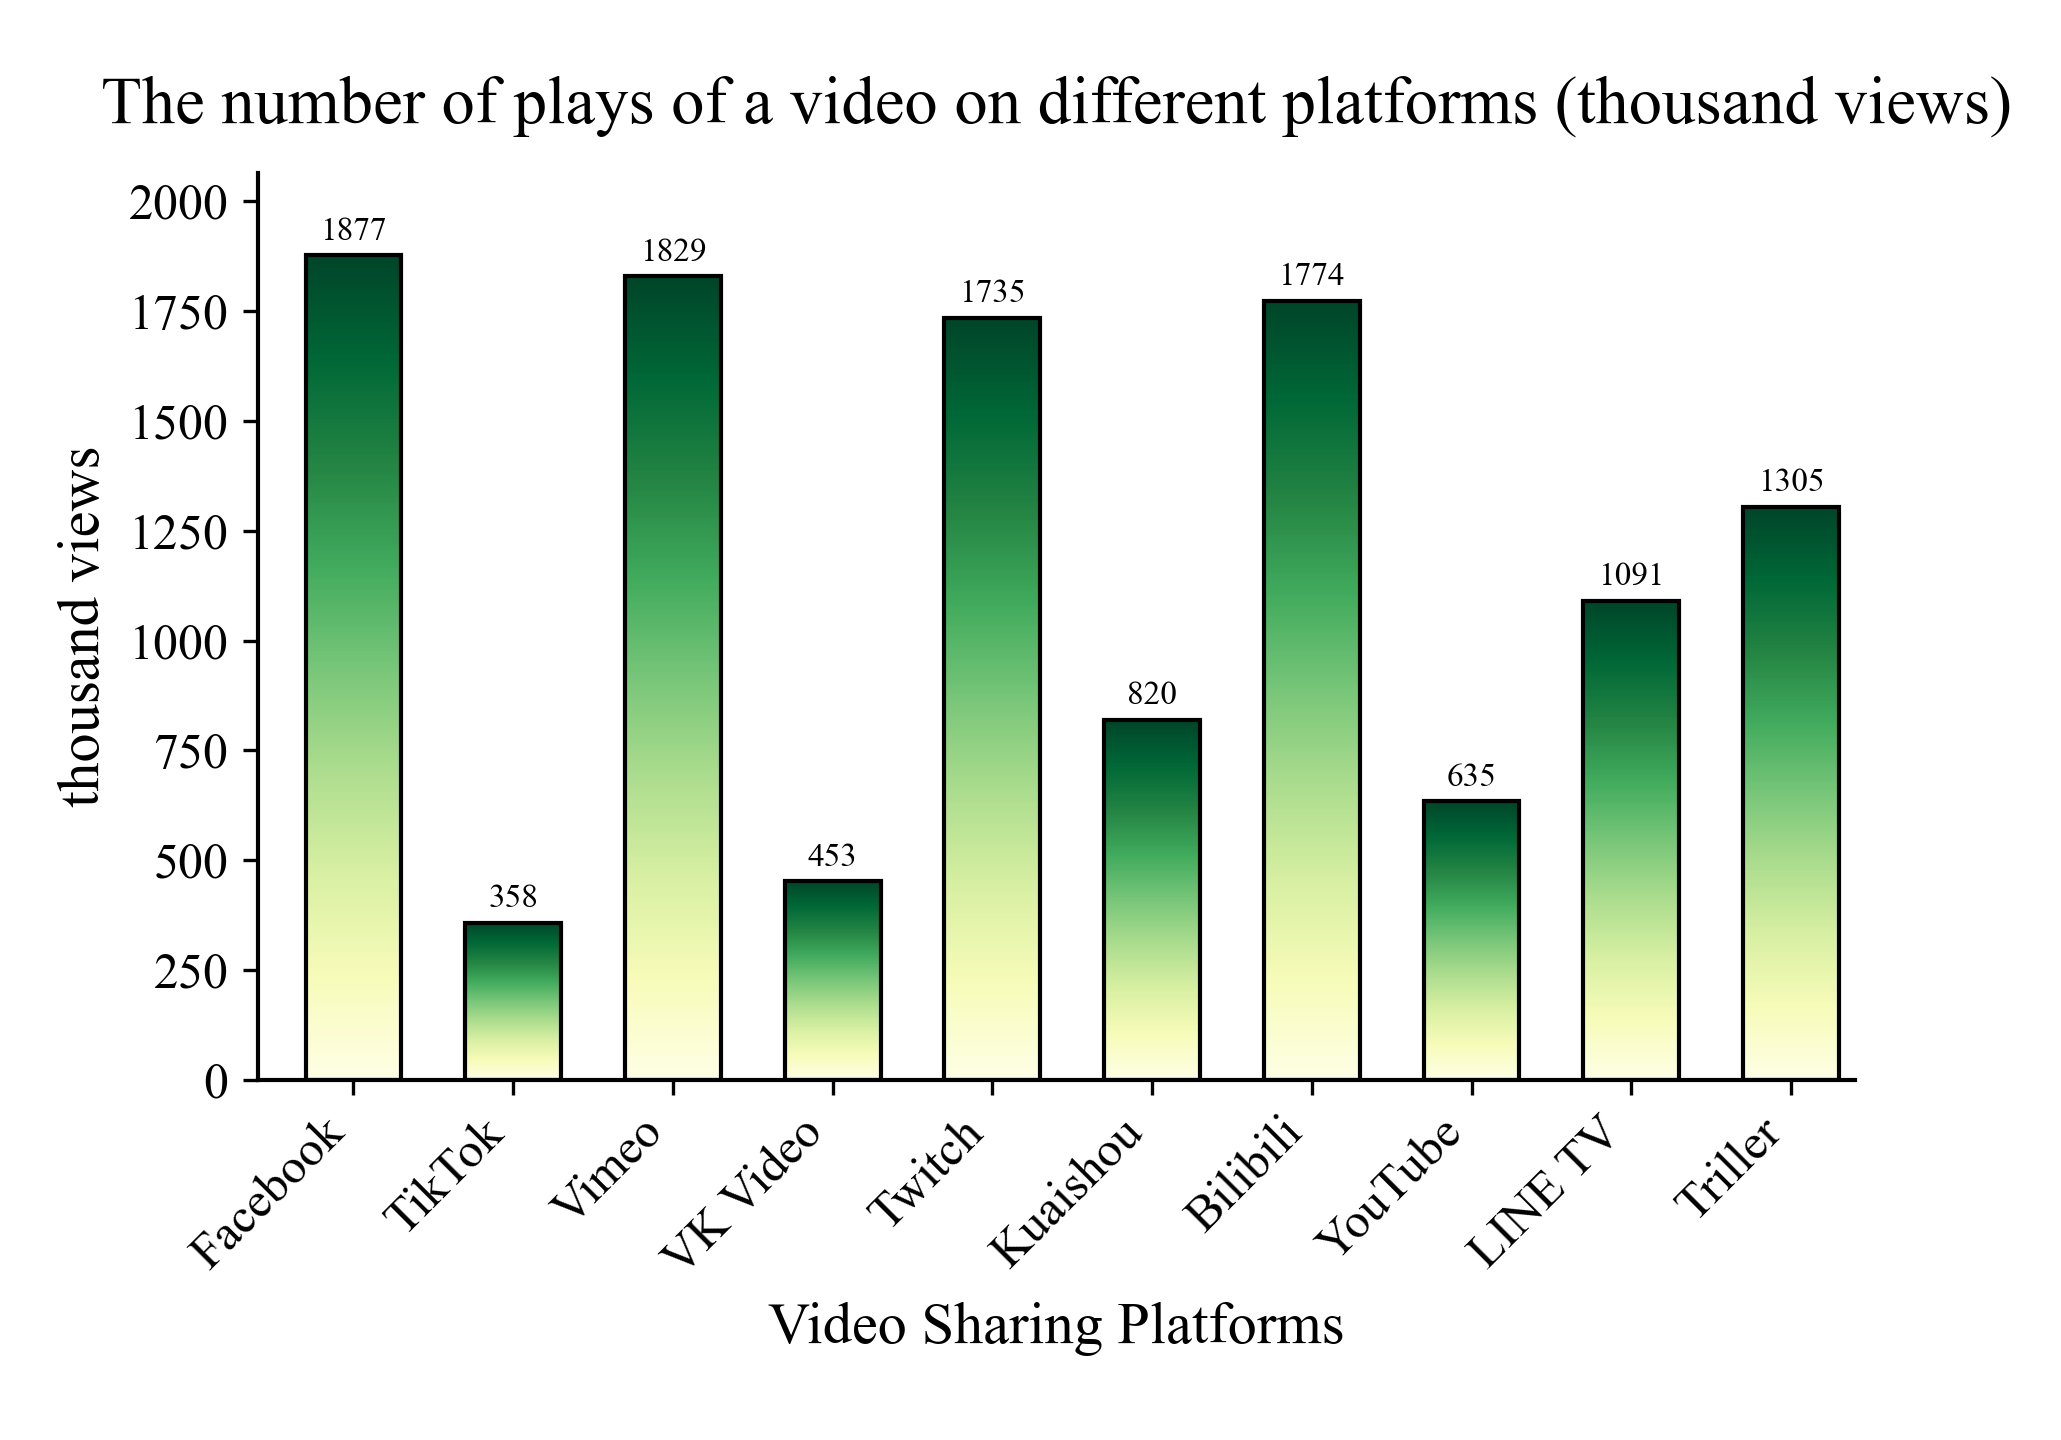 The number of plays of a video on different platforms (thousand views)
thousand views
2000
1750
1500
1250
1000
750
500
250
0
1877
358
1829
453
1735
820
1774
635
1091
1305
Facebook
TikTok
Vimeo
VK Video
Twitch
Kuaishou
Bilibili
YouTube
LINE TV
Triller
Video Sharing Platforms